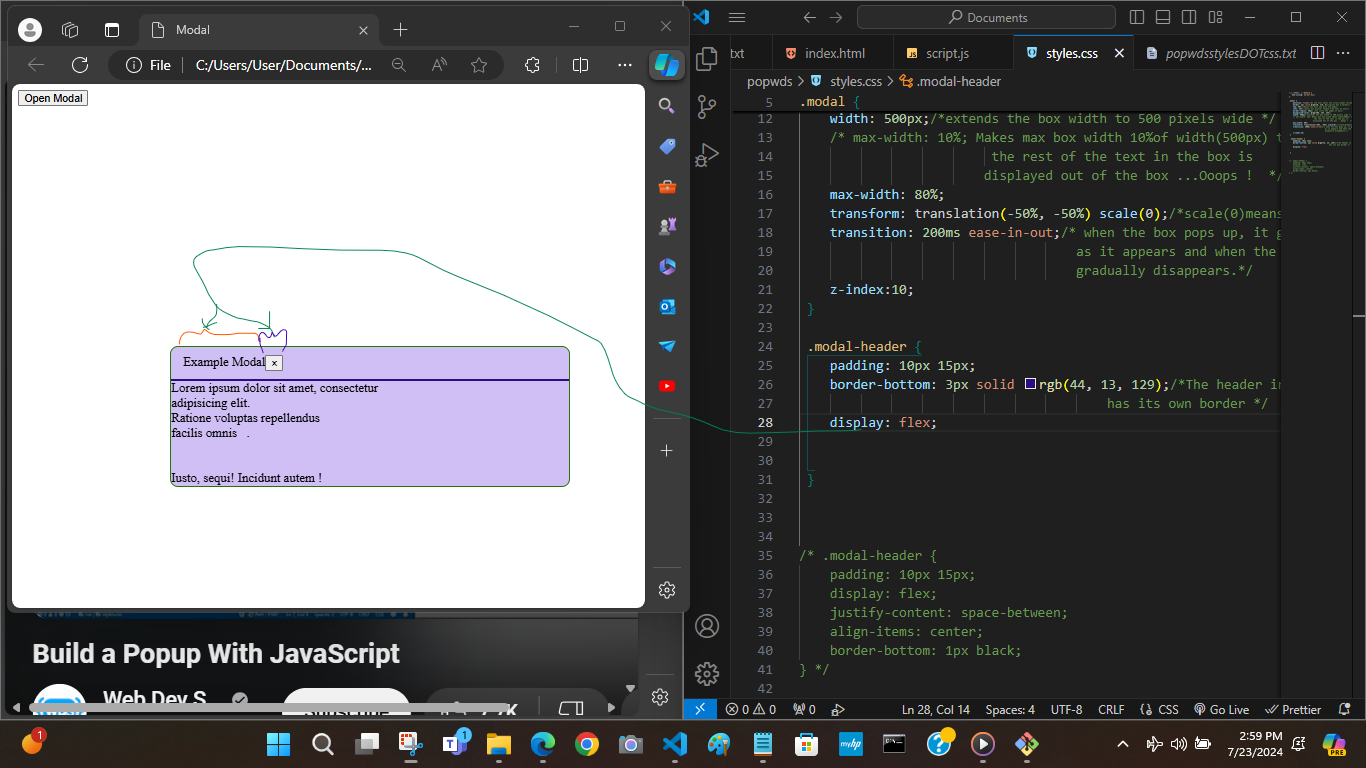 Modal
File
C:/Users/User/Documents/...
Open Modal
Example Modal ×
Lorem ipsum dolor sit amet, consectetur
adipisicing elit.
Ratione voluptas repellendus
facilis omnis .
Iusto, sequi! Incidunt autem !
Build a Popup With JavaScript
Web Dev S
Documents
txt
index.html
script.js
styles.css
popwdsstylesDOTcss.txt
popwds > styles.css > .modal-header
5 .modal {
12 width: 500px;/*extends the box width to 500 pixels wide */
13 /* max-width: 10%; Makes max box width 10%of width(500px) t
14 the rest of the text in the box is
15 displayed out of the box ...Ooops ! */
16 max-width: 80%;
17 transform: translation(-50%, -50%) scale(0);/*scale(0)means
18 transition: 200ms ease-in-out;/* when the box pops up, it g
19 as it appears and when the
20 gradually disappears.*/
21 z-index:10;
22 }
23
24 .modal-header {
25 padding: 10px 15px;
26 border-bottom: 3px solid rgb(44, 13, 129);/*The header in
27 has its own border */
28 display: flex;
29
30
31 }
32
33
34
35 /* .modal-header {
36 padding: 10px 15px;
37 display: flex;
38 justify-content: space-between;
39 align-items: center;
40 border-bottom: 1px black;
41 } */
42
0 0 0 Ln 28, Col 14 Spaces: 4 UTF-8 CRLF CSS Go Live Prettier
1
1
myhp
2:59 PM
7/23/2024
PRE